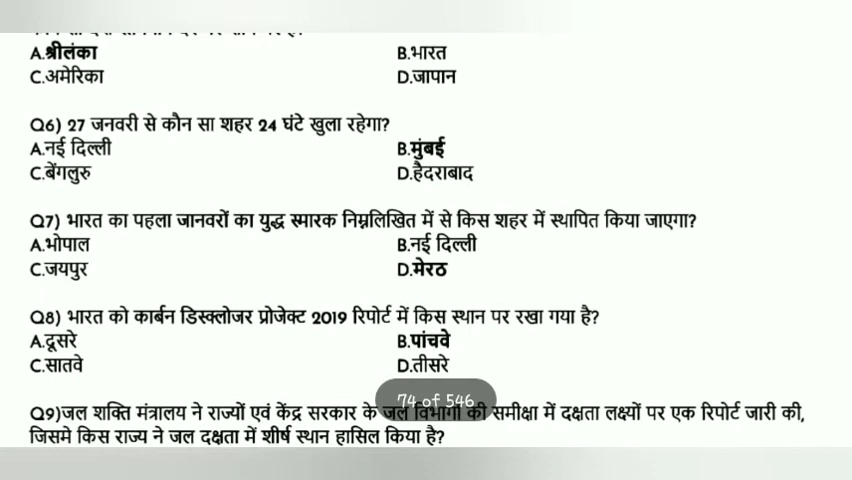 A.श्रीलंका B.भारत
C.अमेरिका D.जापान
Q6) 27 जनवरी से कौन सा शहर 24 घंटे खुला रहेगा?
A.नई दिल्ली B.मुंबई
C.बेंगलुरु D.हैदराबाद
Q7) भारत का पहला जानवरों का युद्ध स्मारक निम्नलिखित में से किस शहर में स्थापित किया जाएगा?
A.भोपाल B.नई दिल्ली
C.जयपुर D.मेरठ
Q8) भारत को कार्बन डिस्क्लोजर प्रोजेक्ट 2019 रिपोर्ट में किस स्थान पर रखा गया है?
A.दूसरे B.पांचवे
C.सातवे D.तीसरे
74 of 546
Q9)जल शक्ति मंत्रालय ने राज्यों एवं केंद्र सरकार के जल विभागों की समीक्षा में दक्षता लक्ष्यों पर एक रिपोर्ट जारी की,
जिसमे किस राज्य ने जल दक्षता में शीर्ष स्थान हासिल किया है?